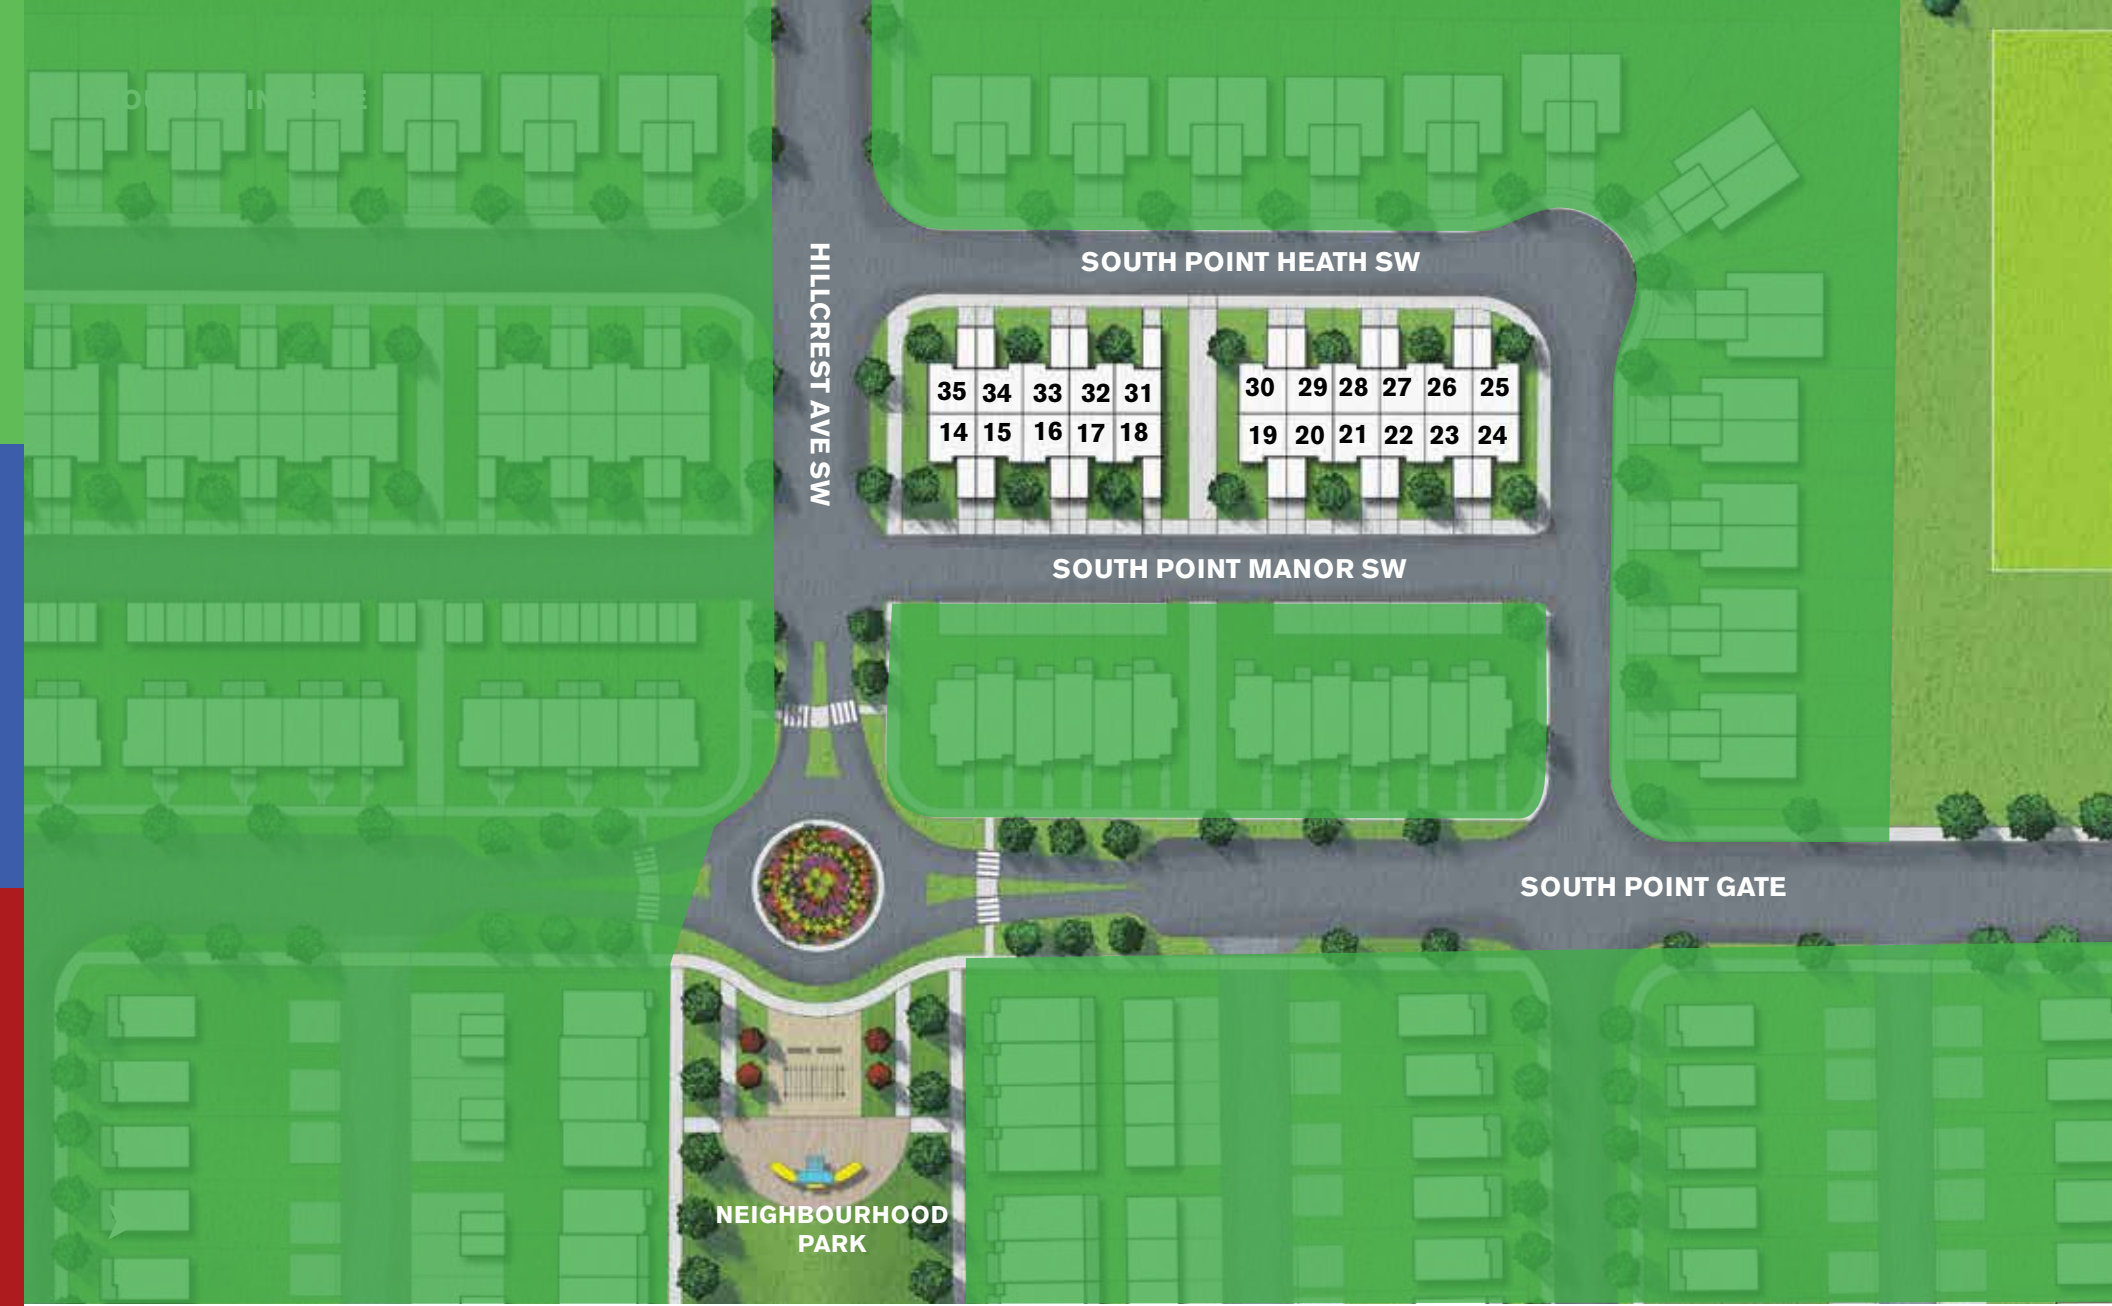 SOUTH POINT HEATH SW
HILLCREST AVE SW
35 34 33 32 31
14 15 16 17 18
30 29 28 27 26 25
19 20 21 22 23 24
SOUTH POINT MANOR SW
SOUTH POINT GATE
NEIGHBOURHOOD
PARK